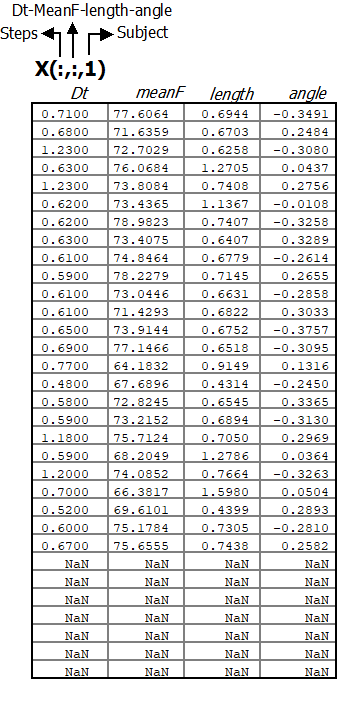 Dt-MeanF-length-angle
Steps Subject
X(:,:,1)
Dt meanF length angle
0.7100 77.6064 0.6944 -0.3491
0.6800 71.6359 0.6703 0.2484
1.2300 72.7029 0.6258 -0.3080
0.6300 76.0684 1.2705 0.0437
1.2300 73.8084 0.7408 0.2756
0.6200 73.4365 1.1367 -0.0108
0.6200 78.9823 0.7407 -0.3258
0.6300 73.4075 0.6407 0.3289
0.6100 74.8464 0.6779 -0.2614
0.5900 78.2279 0.7145 0.2655
0.6100 73.0446 0.6631 -0.2858
0.6100 71.4293 0.6822 0.3033
0.6500 73.9144 0.6752 -0.3757
0.6900 77.1466 0.6518 -0.3095
0.7700 64.1832 0.9149 0.1316
0.4800 67.6896 0.4314 -0.2450
0.5800 72.8245 0.6545 0.3365
0.5900 73.2152 0.6894 -0.3130
1.1800 75.7124 0.7050 0.2969
0.5900 68.2049 1.2786 0.0364
1.2000 74.0852 0.7664 -0.3263
0.7000 66.3817 1.5980 0.0504
0.5200 69.6101 0.4399 0.2893
0.6000 75.1784 0.7305 -0.2810
0.6700 75.6555 0.7438 0.2582
NaN NaN NaN NaN
NaN NaN NaN NaN
NaN NaN NaN NaN
NaN NaN NaN NaN
NaN NaN NaN NaN
NaN NaN NaN NaN
NaN NaN NaN NaN